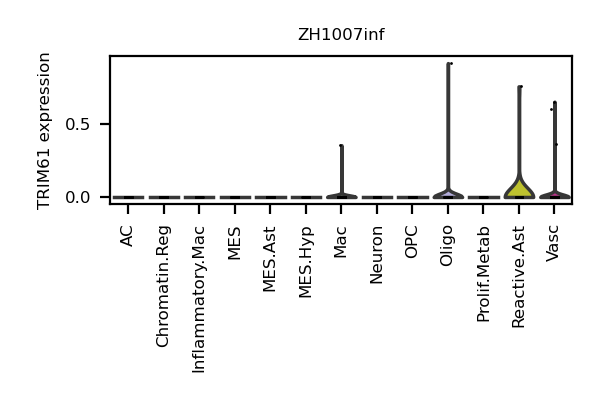 ZH1007inf
TRIM61 expression
0.5
0.0
AC
Chromatin.Reg
Inflammatory.Mac
MES
MES.Ast
MES.Hyp
Mac
Neuron
OPC
Oligo
Prolif.Metab
Reactive.Ast
Vasc